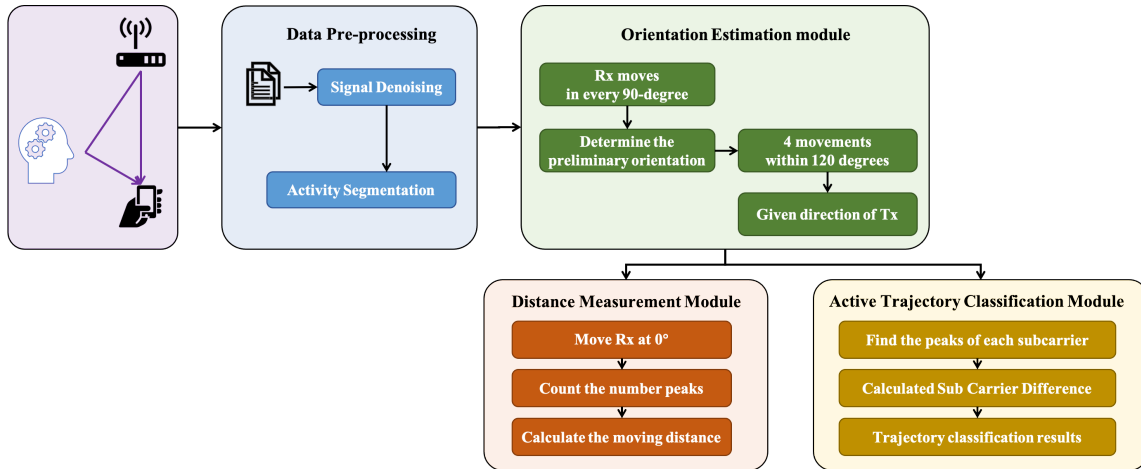 Data Pre-processing
Signal Denoising
Activity Segmentation
Orientation Estimation module
Rx moves
in every 90-degree
Determine the
preliminary orientation
4 movements
within 120 degrees
Given direction of Tx
Distance Measurement Module
Move Rx at 0°
Count the number peaks
Calculate the moving distance
Active Trajectory Classification Module
Find the peaks of each subcarrier
Calculated Sub Carrier Difference
Trajectory classification results